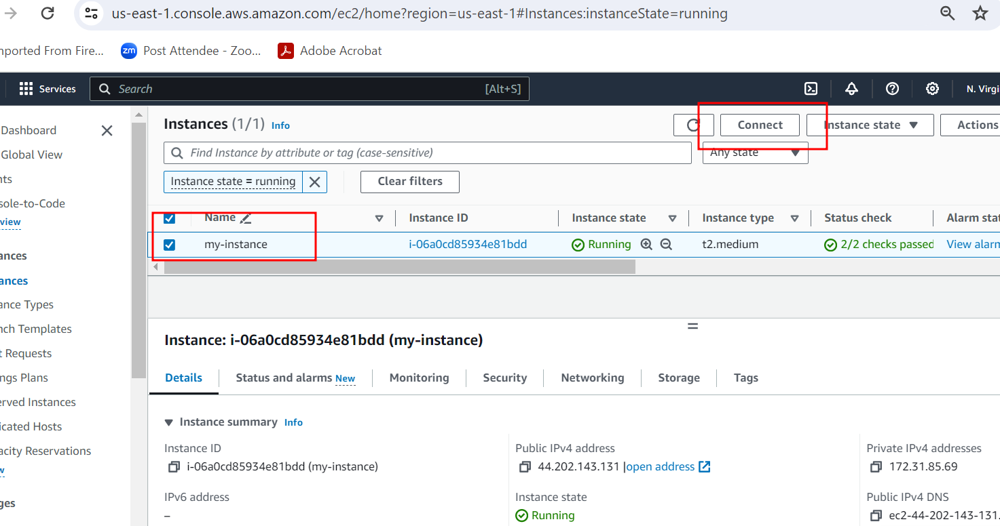 us-east-1.console.aws.amazon.com/ec2/home?region=us-east-1#Instances:instanceState=running
mported From Fire...
zm Post Attendee - Zoo...
Adobe Acrobat
Services
Search [Alt+S]
N. Virgi
Dashboard
Global View
nts
sole-to-Code
view
ances
ances
ance Types
nch Templates
t Requests
ngs Plans
erved Instances
licated Hosts
acity Reservations
w
ges
Instances (1/1) Info
Connect
Instance state
Actions
Find Instance by attribute or tag (case-sensitive)
Any state
Instance state = running
Clear filters
Name Instance ID Instance state Instance type Status check Alarm stat
my-instance i-06a0cd85934e81bdd Running t2.medium 2/2 checks passed View alarm
Instance: i-06a0cd85934e81bdd (my-instance)
Details Status and alarms New Monitoring Security Networking Storage Tags
Instance summary Info
Instance ID
i-06a0cd85934e81bdd (my-instance)
IPv6 address
–
Public IPv4 address
44.202.143.131 |open address
Instance state
Running
Private IPv4 addresses
172.31.85.69
Public IPv4 DNS
ec2-44-202-143-131.